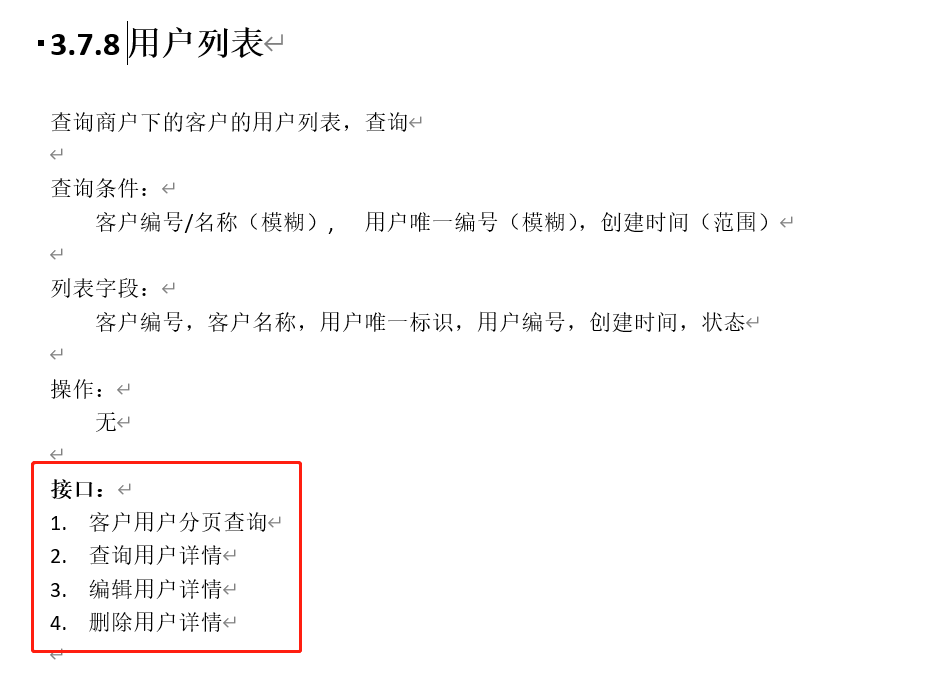 3.7.8 用户列表
查询商户下的客户的用户列表，查询
查询条件：
客户编号/名称（模糊）, 用户唯一编号（模糊），创建时间（范围）
列表字段：
客户编号，客户名称，用户唯一标识，用户编号，创建时间，状态
操作：
无
接口：
1. 客户用户分页查询
2. 查询用户详情
3. 编辑用户详情
4. 删除用户详情